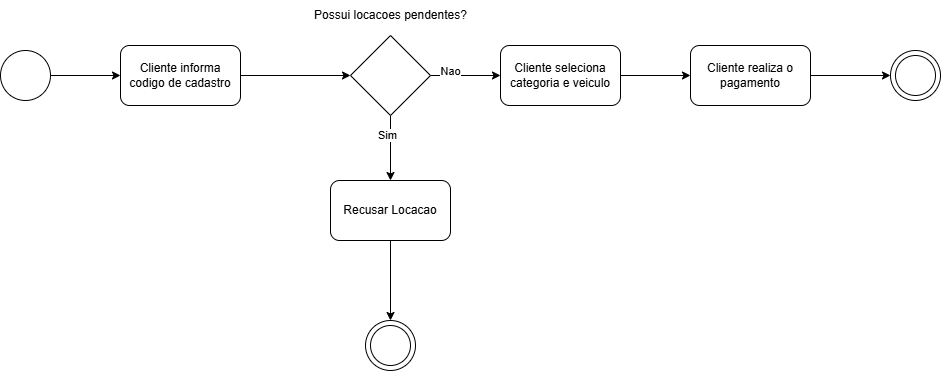 Possui locacoes pendentes?
Cliente informa
codigo de cadastro
Nao
Cliente seleciona
categoria e veiculo
Cliente realiza o
pagamento
Sim
Recusar Locacao